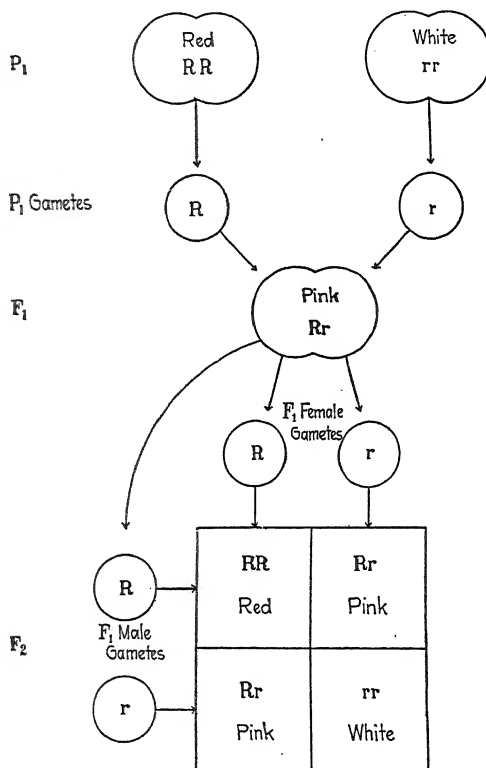 P₁
Red
RR
White
rr
P₁ Gametes
R
r
F₁
Pink
Rr
F₁ Female
Gametes
R
r
F₂
R
F₁ Male
Gametes
r
RR
Red
Rr
Pink
Rr
Pink
rr
White